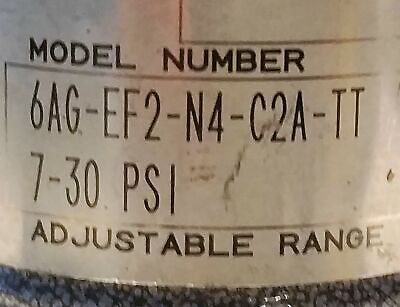 MODEL NUMBER
6AG-EF2-N4-C2A-TT
7-30 PSI
ADJUSTABLE RANGE